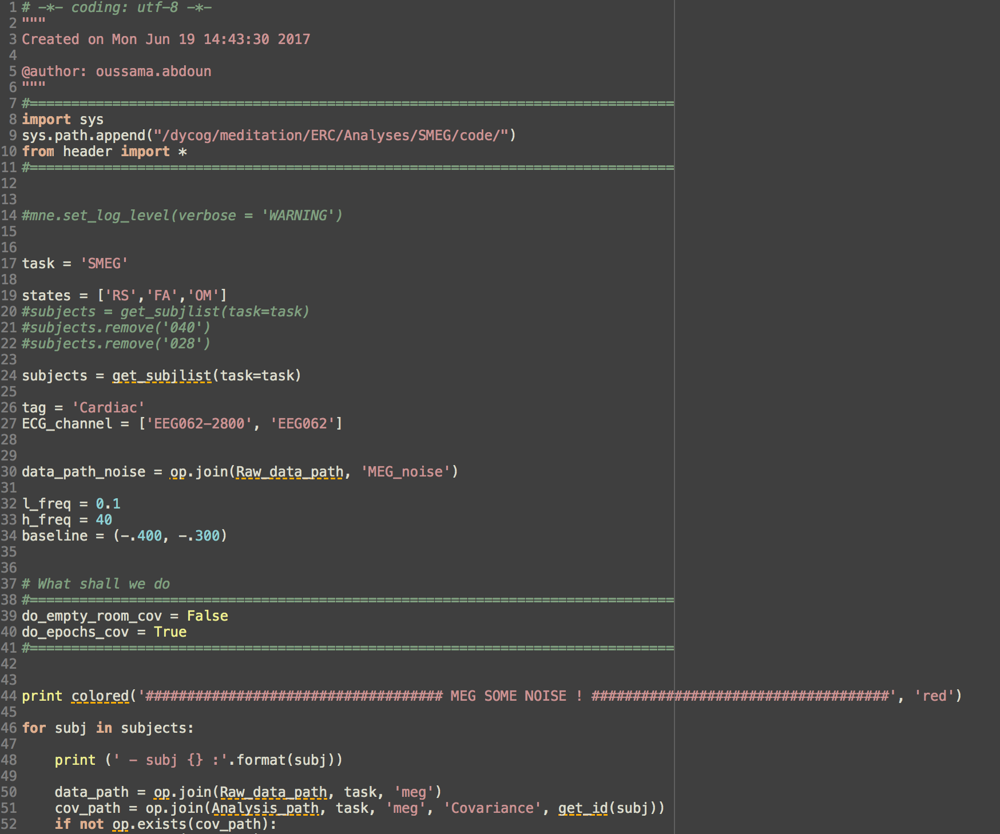 1 # -*- coding: utf-8 -*-
2 """
3 Created on Mon Jun 19 14:43:30 2017
4
5 @author: oussama.abdoun
6 """
7 #==============================================================================
8 import sys
9 sys.path.append("/dycog/meditation/ERC/Analyses/SMEG/code/")
10 from header import *
11 #==============================================================================
12
13
14 #mne.set_log_level(verbose = 'WARNING')
15
16
17 task = 'SMEG'
18
19 states = ['RS','FA','OM']
20 #subjects = get_subjlist(task=task)
21 #subjects.remove('040')
22 #subjects.remove('028')
23
24 subjects = get_subjlist(task=task)
25
26 tag = 'Cardiac'
27 ECG_channel = ['EEG062-2800', 'EEG062']
28
29
30 data_path_noise = op.join(Raw_data_path, 'MEG_noise')
31
32 l_freq = 0.1
33 h_freq = 40
34 baseline = (-.400, -.300)
35
36
37 # What shall we do
38 #==============================================================================
39 do_empty_room_cov = False
40 do_epochs_cov = True
41 #==============================================================================
42
43
44 print colored('#################################### MEG SOME NOISE ! ####################################', 'red')
45
46 for subj in subjects:
47
48     print (' - subj {} :'.format(subj))
49
50     data_path = op.join(Raw_data_path, task, 'meg')
51     cov_path = op.join(Analysis_path, task, 'meg', 'Covariance', get_id(subj))
52     if not op.exists(cov_path):